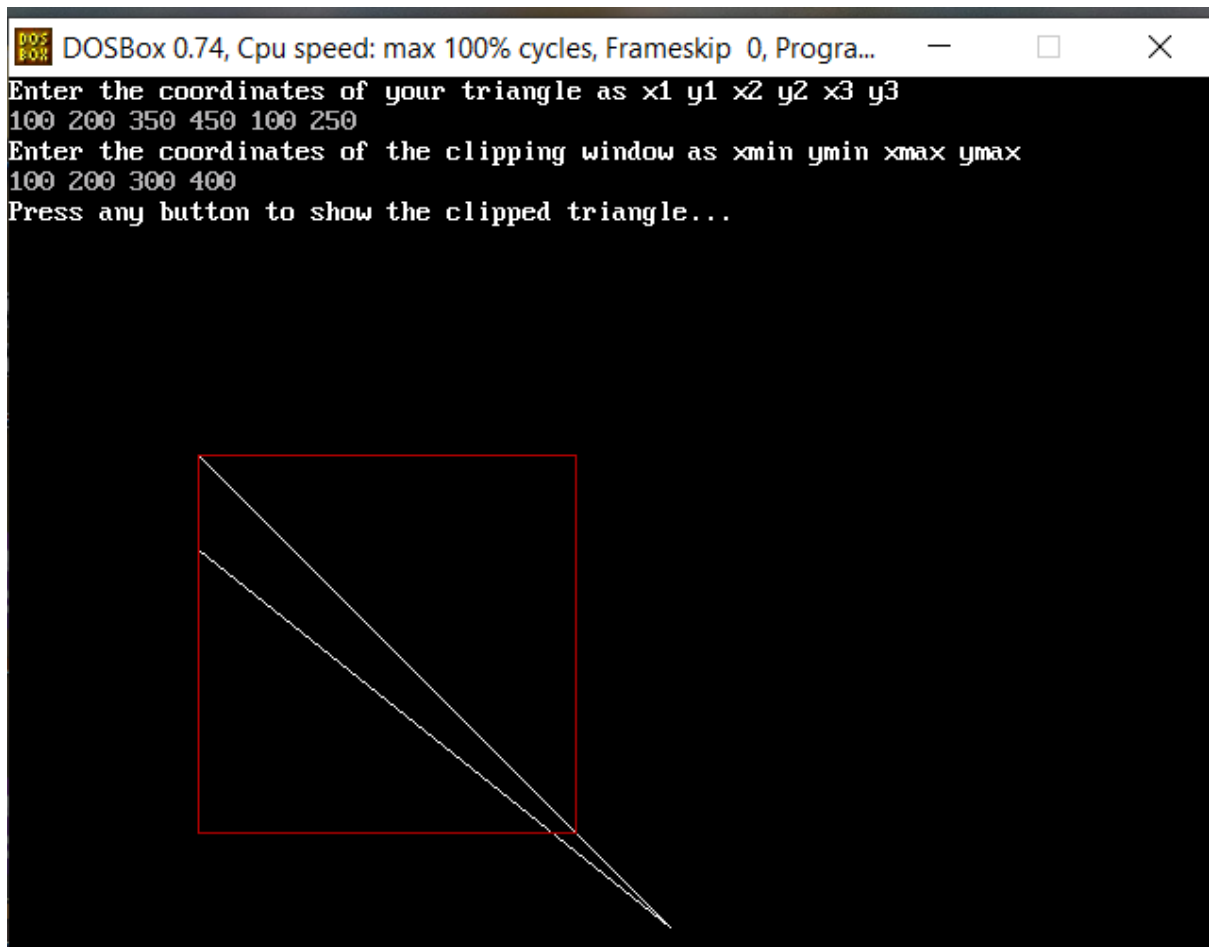 DOSBox 0.74, Cpu speed: max 100% cycles, Frameskip 0, Progra...
Enter the coordinates of your triangle as x1 y1 x2 y2 x3 y3
100 200 350 450 100 250
Enter the coordinates of the clipping window as xmin ymin xmax ymax
100 200 300 400
Press any button to show the clipped triangle...